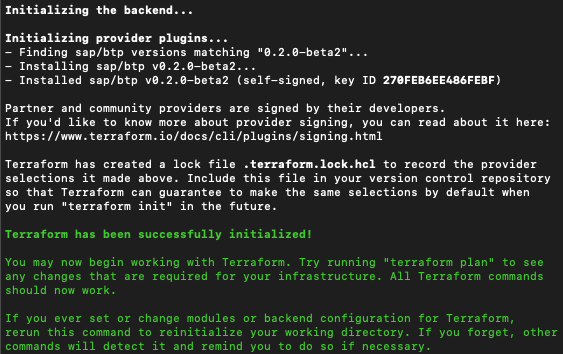 Initializing the backend...
Initializing provider plugins...
- Finding sap/btp versions matching "0.2.0-beta2"...
- Installing sap/btp v0.2.0-beta2...
- Installed sap/btp v0.2.0-beta2 (self-signed, key ID 270FEB6EE486FEBF)
Partner and community providers are signed by their developers.
If you'd like to know more about provider signing, you can read about it here:
https://www.terraform.io/docs/cli/plugins/signing.html
Terraform has created a lock file .terraform.lock.hcl to record the provider
selections it made above. Include this file in your version control repository
so that Terraform can guarantee to make the same selections by default when
you run "terraform init" in the future.
Terraform has been successfully initialized!
You may now begin working with Terraform. Try running "terraform plan" to see
any changes that are required for your infrastructure. All Terraform commands
should now work.
If you ever set or change modules or backend configuration for Terraform,
rerun this command to reinitialize your working directory. If you forget, other
commands will detect it and remind you to do so if necessary.